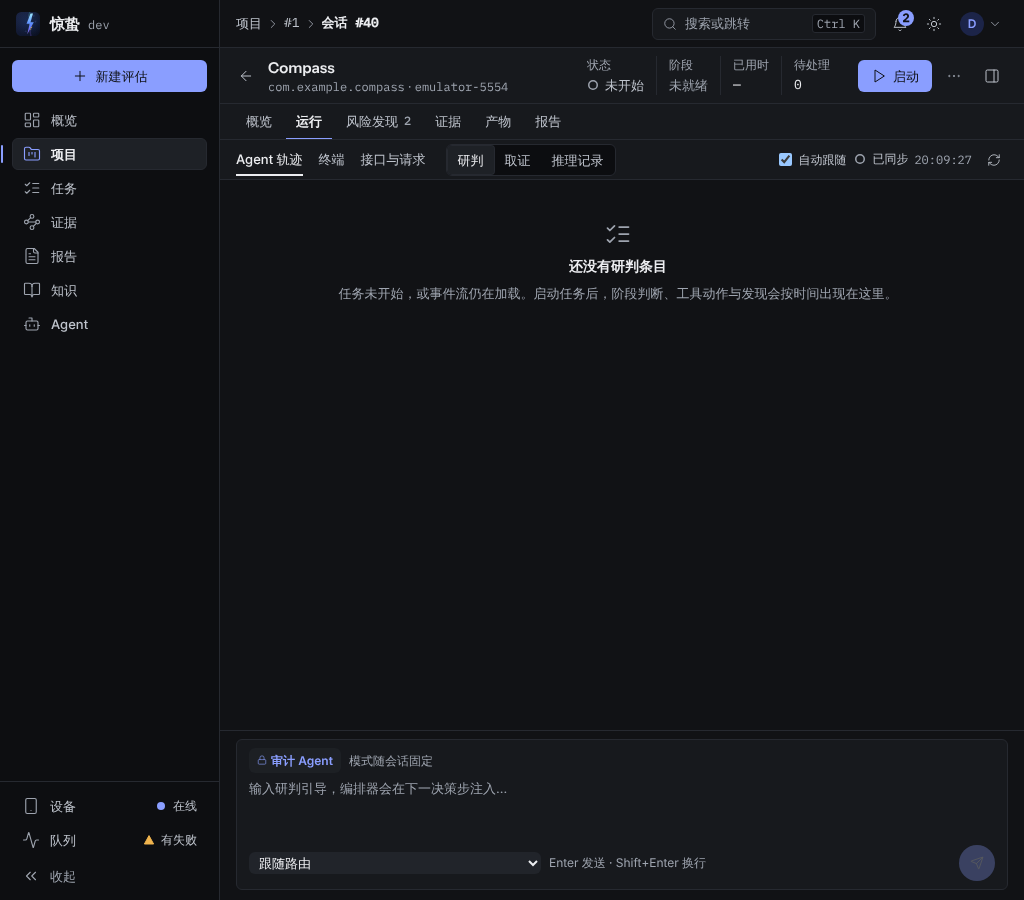 惊蛰 dev
项目 > #1 > 会话 #40
搜索或跳转 Ctrl K
2
D
新建评估
概览
项目
任务
证据
报告
知识
Agent
设备 在线
队列 有失败
收起
Compass
com.example.compass · emulator-5554
状态
未开始
阶段
未就绪
已用时
—
待处理
0
启动
概览 运行 风险发现 2 证据 产物 报告
Agent 轨迹 终端 接口与请求 研判 取证 推理记录 自动跟随 已同步 20:09:27
还没有研判条目
任务未开始，或事件流仍在加载。启动任务后，阶段判断、工具动作与发现会按时间出现在这里。
审计 Agent 模式随会话固定
输入研判引导，编排器会在下一决策步注入...
跟随路由 Enter 发送 · Shift+Enter 换行